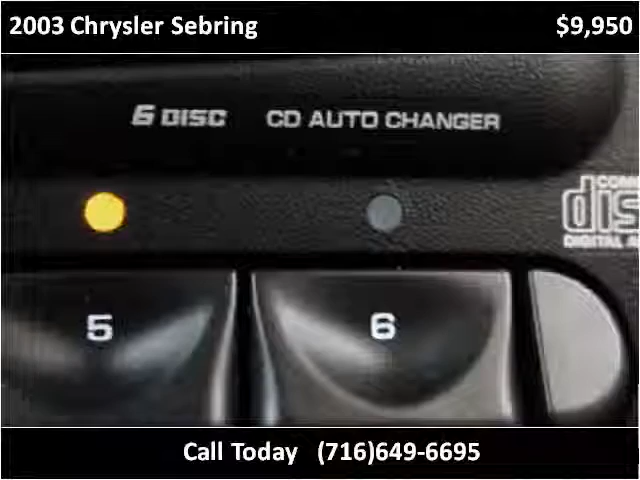 2003 Chrysler Sebring $9,950
6 DISC CD AUTO CHANGER
5 6
Call Today (716)649-6695